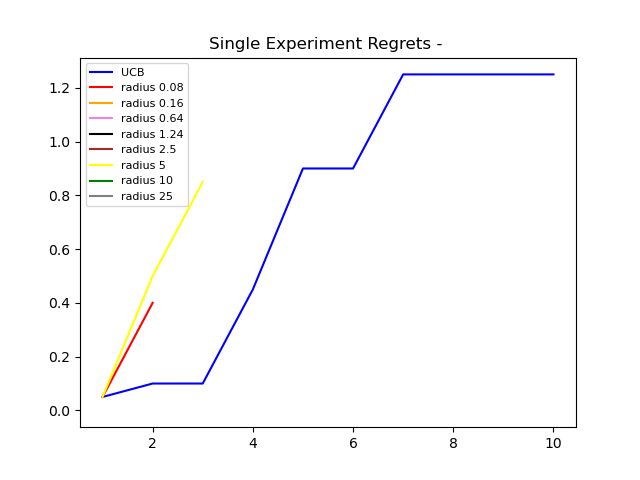 Single Experiment Regrets -
UCB
radius 0.08
radius 0.16
radius 0.64
radius 1.24
radius 2.5
radius 5
radius 10
radius 25
1.2
1.0
0.8
0.6
0.4
0.2
0.0
2 4 6 8 10